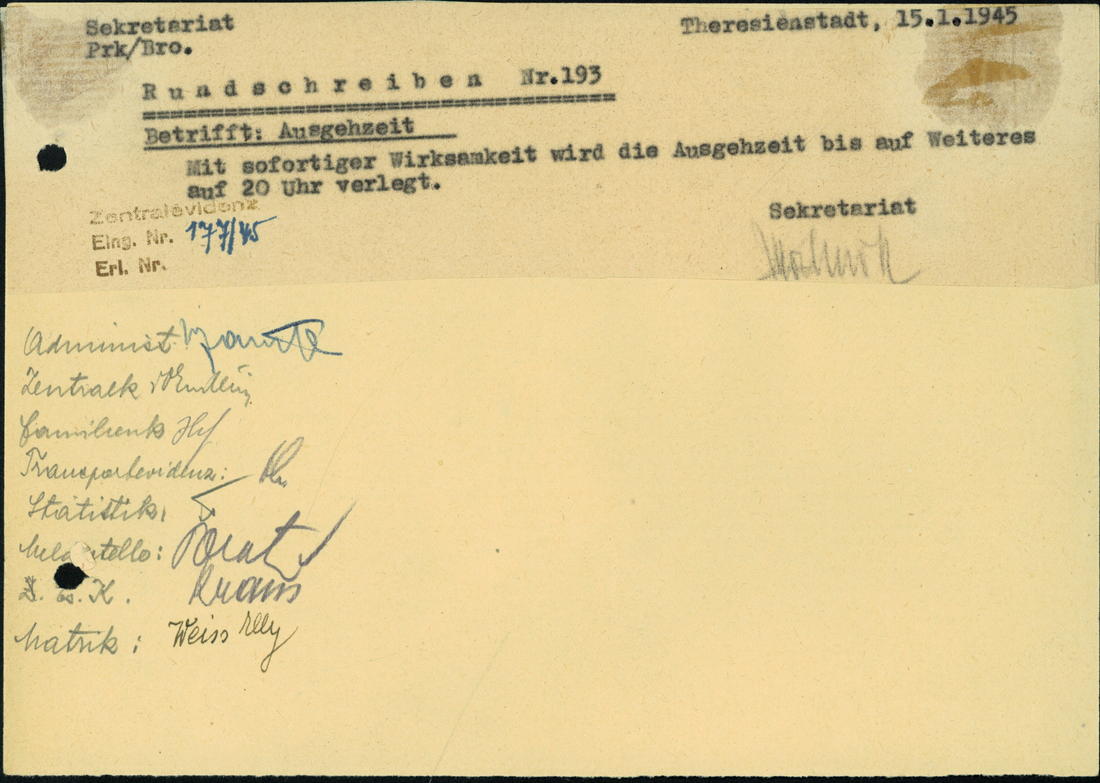 Sekretariat
Prk/Bro.
Theresienstadt, 15.1.1945
Rundschreiben Nr.193
Betrifft: Ausgehzeit
Mit sofortiger Wirksamkeit wird die Ausgehzeit bis auf Weiteres
auf 20 Uhr verlegt.
Sekretariat
Zentralevidenz
Eing. Nr. 177/45
Erl. Nr.
Administ.
Zentralk
Familienk
Transportevidenz:
Statistik:
Kraus
Matrik: Weiss Elly